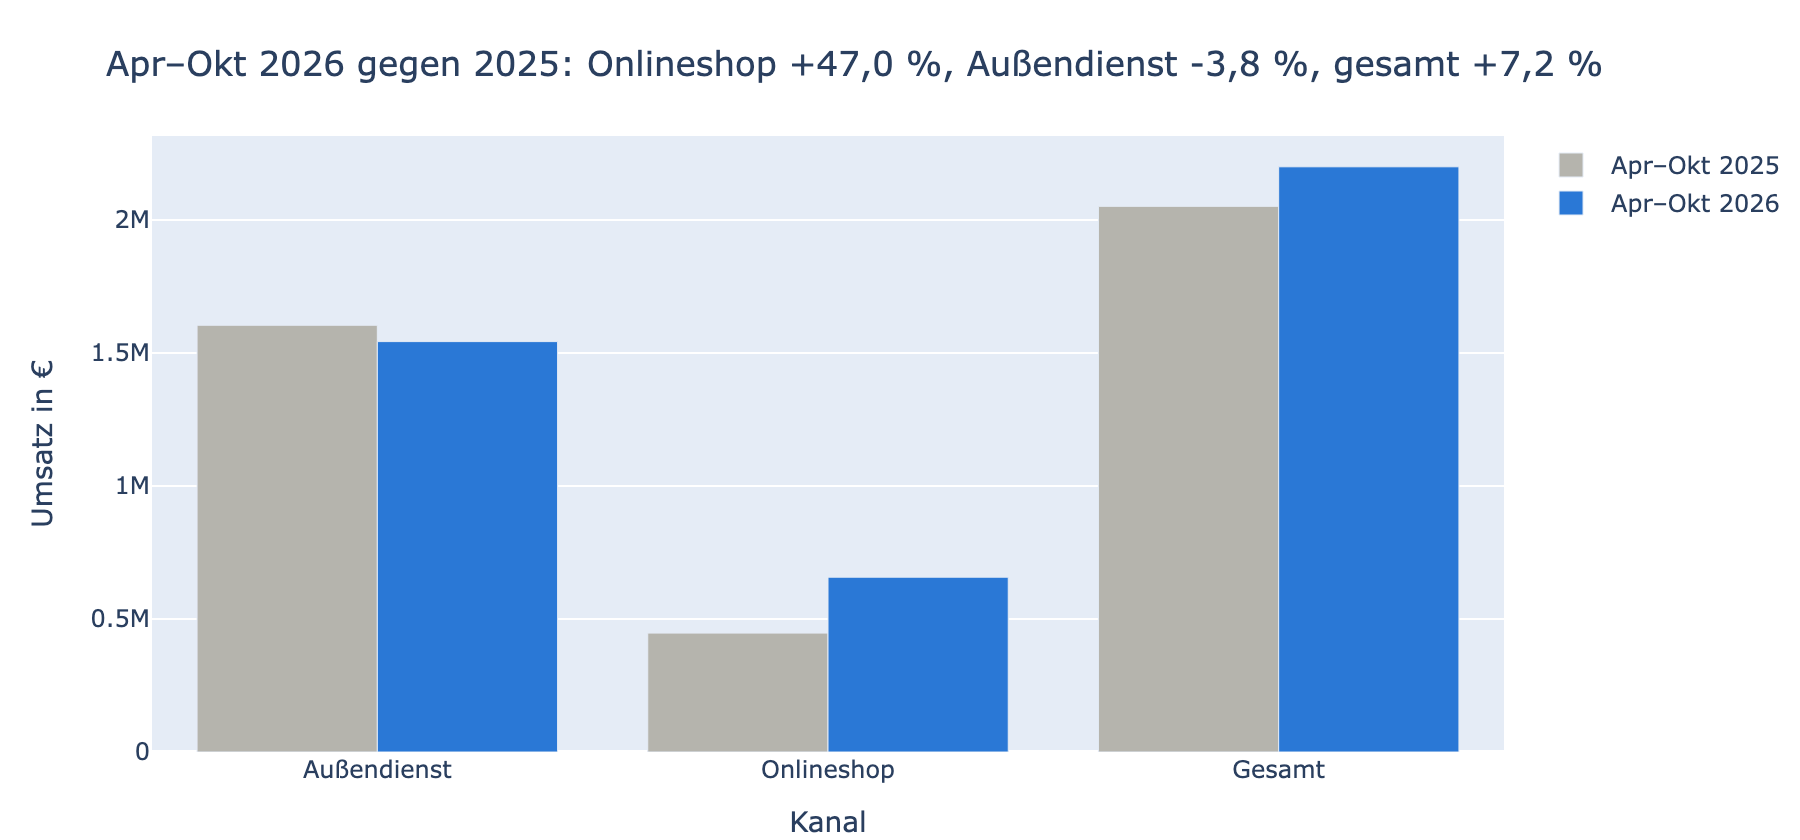 Apr–Okt 2026 gegen 2025: Onlineshop +47,0 %, Außendienst -3,8 %, gesamt +7,2 %
Apr–Okt 2025
Apr–Okt 2026
Umsatz in €
2M
1.5M
1M
0.5M
0
Außendienst
Onlineshop
Gesamt
Kanal